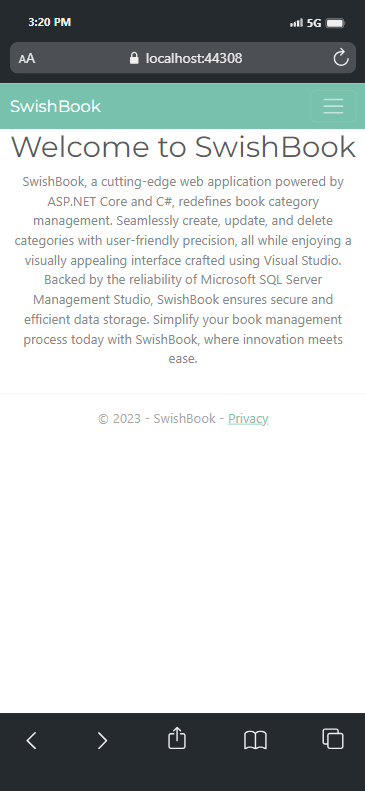 3:20 PM
5G
AA
localhost:44308
SwishBook
Welcome to SwishBook
SwishBook, a cutting-edge web application powered by
ASP.NET Core and C#, redefines book category
management. Seamlessly create, update, and delete
categories with user-friendly precision, all while enjoying a
visually appealing interface crafted using Visual Studio.
Backed by the reliability of Microsoft SQL Server
Management Studio, SwishBook ensures secure and
efficient data storage. Simplify your book management
process today with SwishBook, where innovation meets
ease.
© 2023 - SwishBook - Privacy